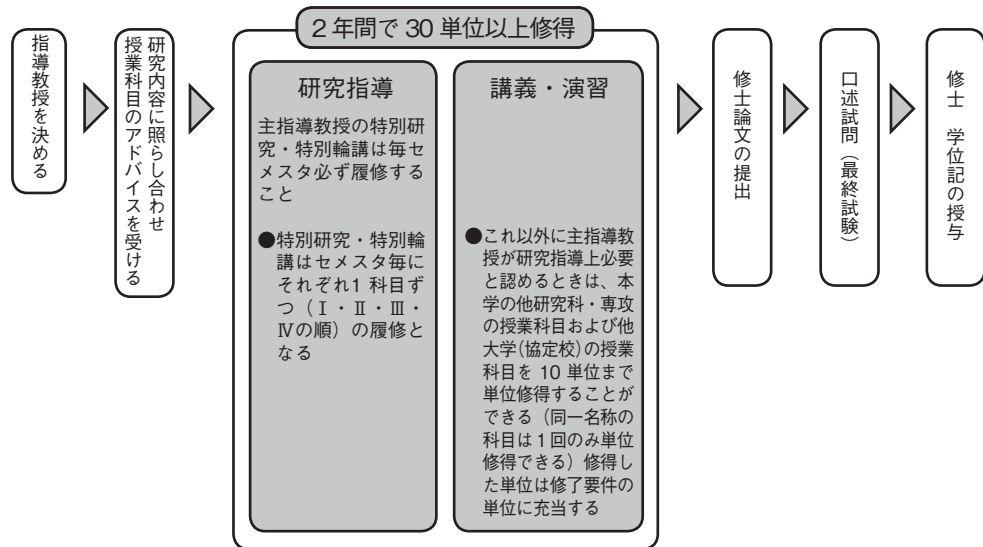 指導教授を決める
研究内容に照らし合わせ
授業科目のアドバイスを受ける
2年間で30単位以上修得
研究指導
主指導教授の特別研
究・特別輪講は毎セ
メスタ必ず履修する
こと
●特別研究・特別輪
講はセメスタ毎に
それぞれ1 科目ず
つ(Ⅰ・Ⅱ・Ⅲ・
Ⅳの順)の履修と
なる
講義・演習
●これ以外に主指導教
授が研究指導上必要
と認めるときは、本
学の他研究科・専攻
の授業科目および他
大学(協定校)の授業
科目を 10 単位まで
単位修得することが
できる(同一名称の
科目は1回のみ単位
修得できる)修得し
た単位は修了要件の
単位に充当する
修士論文の提出
口述試問(最終試験)
修士 学位記の授与